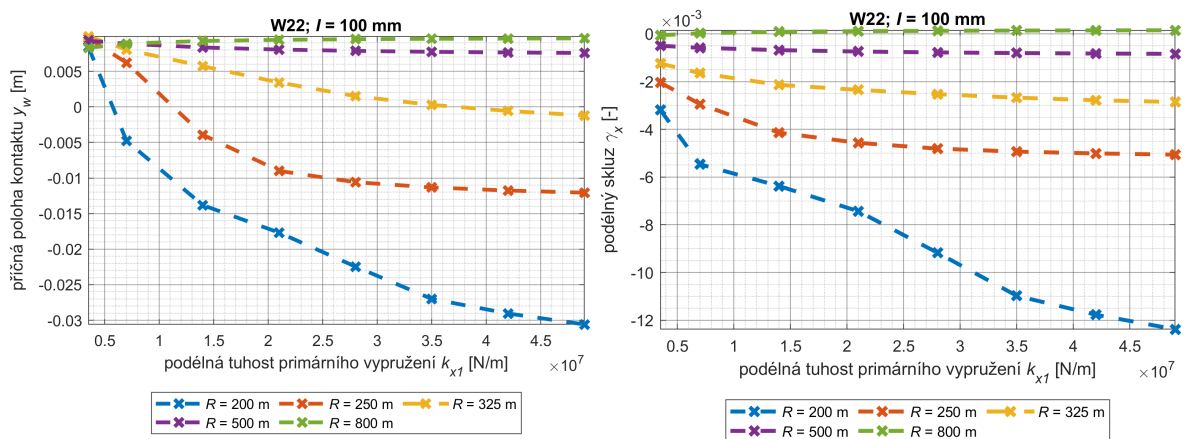 W22; I = 100 mm
příčná poloha kontaktu y_w [m]
0.005
0
-0.005
-0.01
-0.015
-0.02
-0.025
-0.03
0.5 1 1.5 2 2.5 3 3.5 4 4.5
×10^7
podélná tuhost primárního vypružení k_x1 [N/m]
R = 200 m R = 250 m R = 325 m
R = 500 m R = 800 m
W22; I = 100 mm
×10^-3
podélný skluz γ_x [-]
0
-2
-4
-6
-8
-10
-12
0.5 1 1.5 2 2.5 3 3.5 4 4.5
×10^7
podélná tuhost primárního vypružení k_x1 [N/m]
R = 200 m R = 250 m R = 325 m
R = 500 m R = 800 m